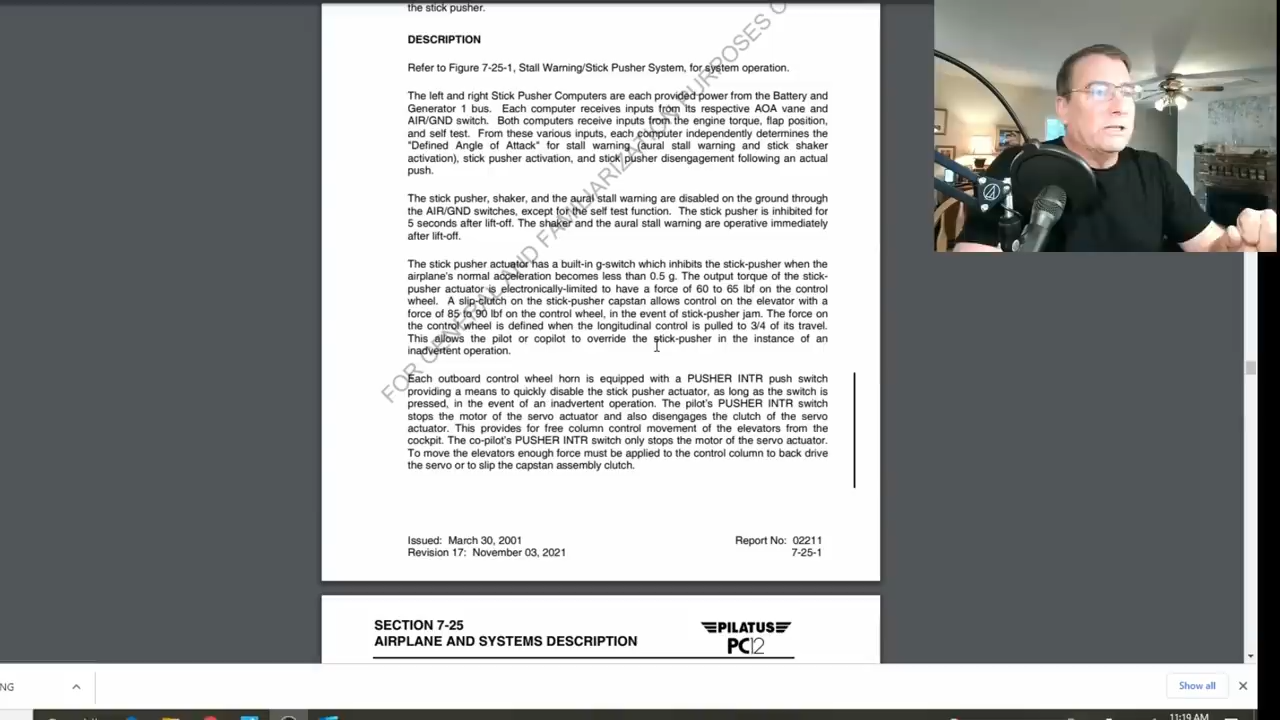 the stick pusher.
DESCRIPTION
Refer to Figure 7-25-1, Stall Warning/Stick Pusher System, for system operation.
The left and right Stick Pusher Computers are each provided power from the Battery and
Generator 1 bus. Each computer receives inputs from its respective AOA vane and
AIR/GND switch. Both computers receive inputs from the engine torque, flap position,
and self test. From these various inputs, each computer independently determines the
"Defined Angle of Attack" for stall warning (aural stall warning and stick shaker
activation), stick pusher activation, and stick pusher disengagement following an actual
push.
The stick pusher, shaker, and the aural stall warning are disabled on the ground through
the AIR/GND switches, except for the self test function. The stick pusher is inhibited for
5 seconds after lift-off. The shaker and the aural stall warning are operative immediately
after lift-off.
The stick pusher actuator has a built-in g-switch which inhibits the stick-pusher when the
airplane's normal acceleration becomes less than 0.5 g. The output torque of the stick-
pusher actuator is electronically-limited to have a force of 60 to 65 lbf on the control
wheel. A slip-clutch on the stick-pusher capstan allows control on the elevator with a
force of 85 to 90 lbf on the control wheel, in the event of stick-pusher jam. The force on
the control wheel is defined when the longitudinal control is pulled to 3/4 of its travel.
This allows the pilot or copilot to override the stick-pusher in the instance of an
inadvertent operation.
Each outboard control wheel horn is equipped with a PUSHER INTR push switch
providing a means to quickly disable the stick pusher actuator, as long as the switch is
pressed, in the event of an inadvertent operation. The pilot's PUSHER INTR switch
stops the motor of the servo actuator and also disengages the clutch of the servo
actuator. This provides for free column control movement of the elevators from the
cockpit. The co-pilot's PUSHER INTR switch only stops the motor of the servo actuator.
To move the elevators enough force must be applied to the control column to back drive
the servo or to slip the capstan assembly clutch.
FOR GENERAL AND FAMILIARIZATION PURPOSES O
Issued: March 30, 2001
Report No: 02211
Revision 17: November 03, 2021
7-25-1
SECTION 7-25
AIRPLANE AND SYSTEMS DESCRIPTION
PILATUS
PC12
NG
Show all
11:19 AM